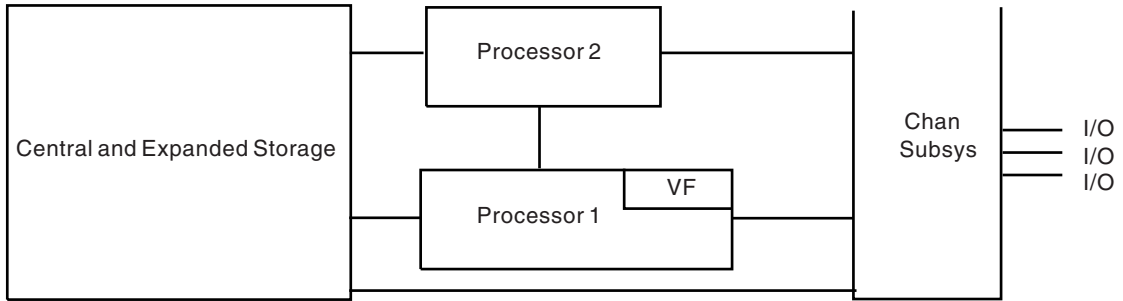 Processor 2
Central and Expanded Storage
Chan
Subsys
I/O
I/O
I/O
VF
Processor 1